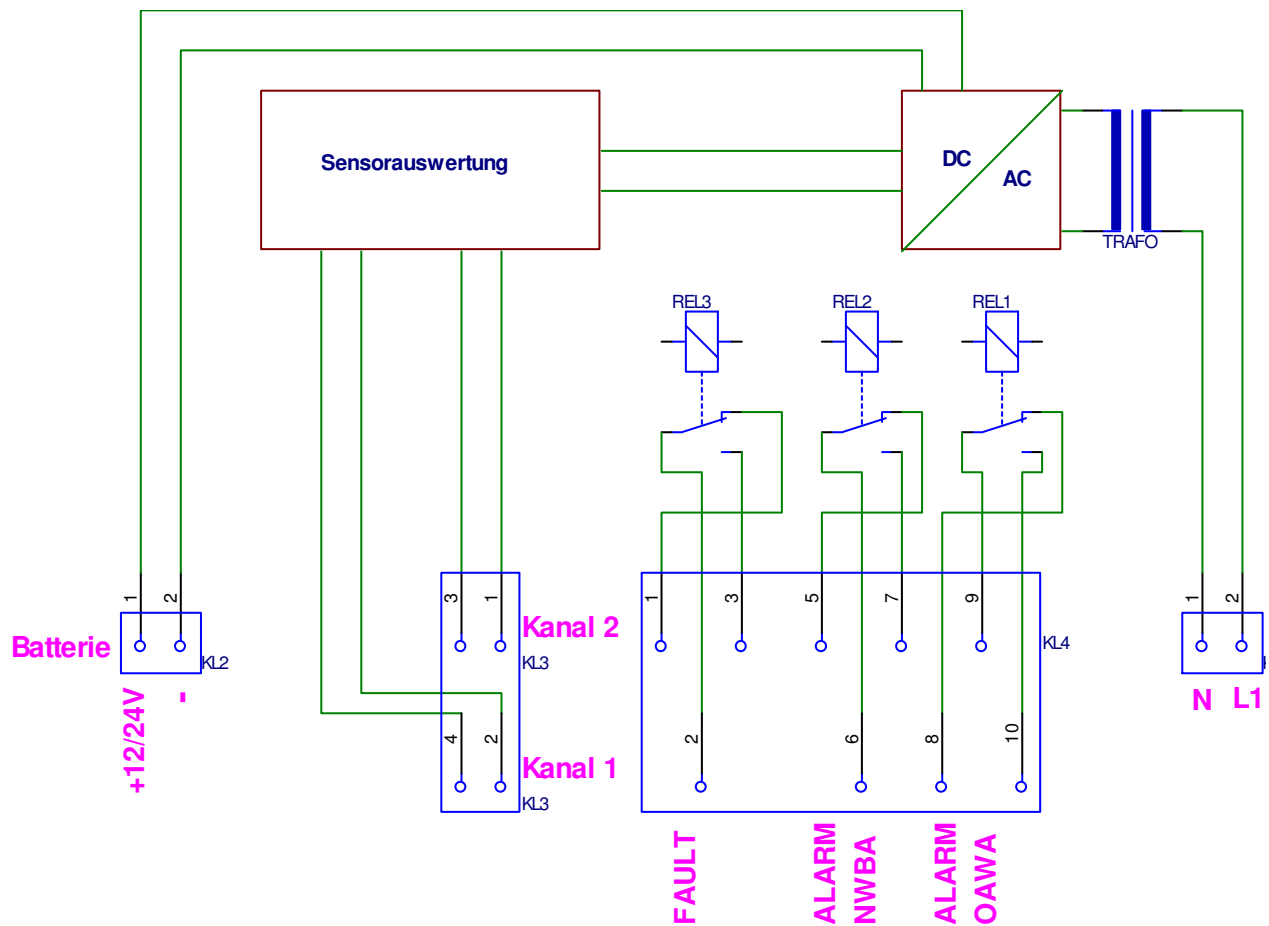 Sensorauswertung
DC
AC
TRAFO
REL3
REL2
REL1
1
2
Batterie
KL2
+12/24V
-
3
1
Kanal 2
KL3
4
2
Kanal 1
KL3
1
3
5
7
9
KL4
2
6
8
10
FAULT
ALARM
NWBA
ALARM
OAWA
1
2
N
L1